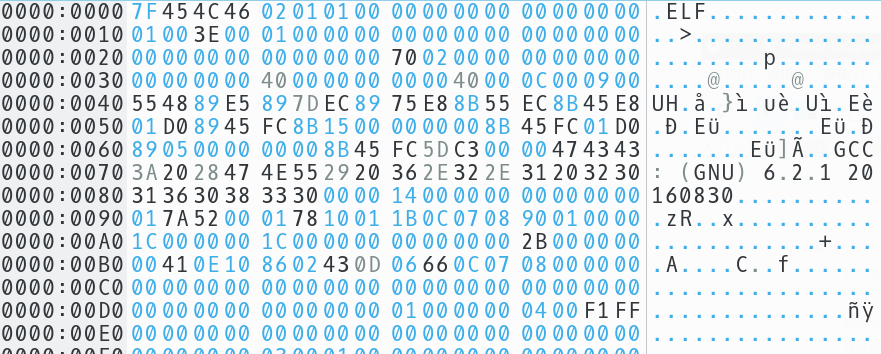 0000:0000 7F454C46 02010100 00000000 00000000 .ELF............
0000:0010 01003E00 01000000 00000000 00000000 ..>.............
0000:0020 00000000 00000000 70020000 00000000 ........p.......
0000:0030 00000000 40000000 00004000 0C000900 ....@.....@.....
0000:0040 554889E5 897DEC89 75E88B55 EC8B45E8 UH.å.}ì.uè.Uì.Eè
0000:0050 01D08945 FC8B1500 0000008B 45FC01D0 .Ð.Eü.......Eü.Ð
0000:0060 89050000 00008B45 FC5DC300 00474343 .......Eü]Ã..GCC
0000:0070 3A202847 4E552920 362E322E 31203230 : (GNU) 6.2.1 20
0000:0080 31363038 33300000 14000000 00000000 160830..........
0000:0090 017A5200 01781001 1B0C0708 90010000 .zR..x..........
0000:00A0 1C000000 1C000000 00000000 2B000000 ............+...
0000:00B0 00410E10 8602430D 06660C07 08000000 .A....C..f......
0000:00C0 00000000 00000000 00000000 00000000 ................
0000:00D0 00000000 00000000 01000000 0400F1FF ..............ñÿ
0000:00E0 00000000 00000000 00000000 00000000 ................